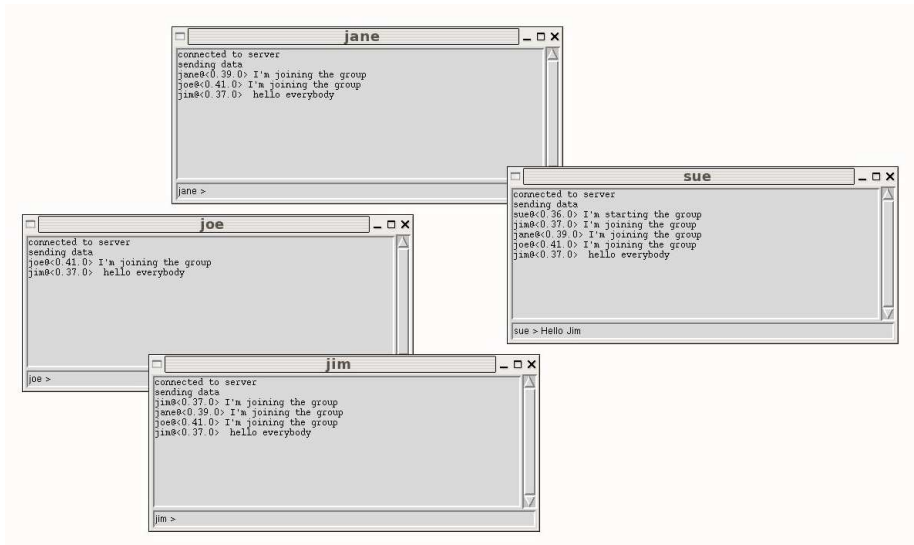 jane
connected to server
sending data
jane@<0.39.0> I'm joining the group
joe@<0.41.0> I'm joining the group
jim@<0.37.0>  hello everybody
jane >
sue
connected to server
sending data
sue@<0.36.0> I'm starting the group
jim@<0.37.0> I'm joining the group
jane@<0.39.0> I'm joining the group
joe@<0.41.0> I'm joining the group
jim@<0.37.0>  hello everybody
sue > Hello Jim
joe
connected to server
sending data
joe@<0.41.0> I'm joining the group
jim@<0.37.0>  hello everybody
joe >
jim
connected to server
sending data
jim@<0.37.0> I'm joining the group
jane@<0.39.0> I'm joining the group
joe@<0.41.0> I'm joining the group
jim@<0.37.0>  hello everybody
jim >